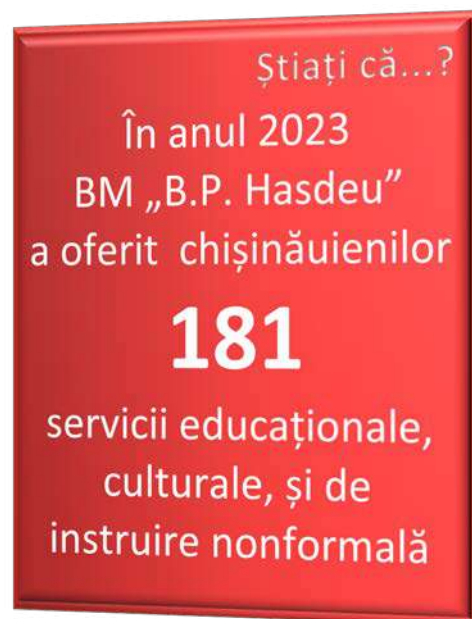 Știați că...?
În anul 2023
BM „B.P. Hasdeu”
a oferit chișinăuienilor
181
servicii educaționale,
culturale, și de
instruire nonformală